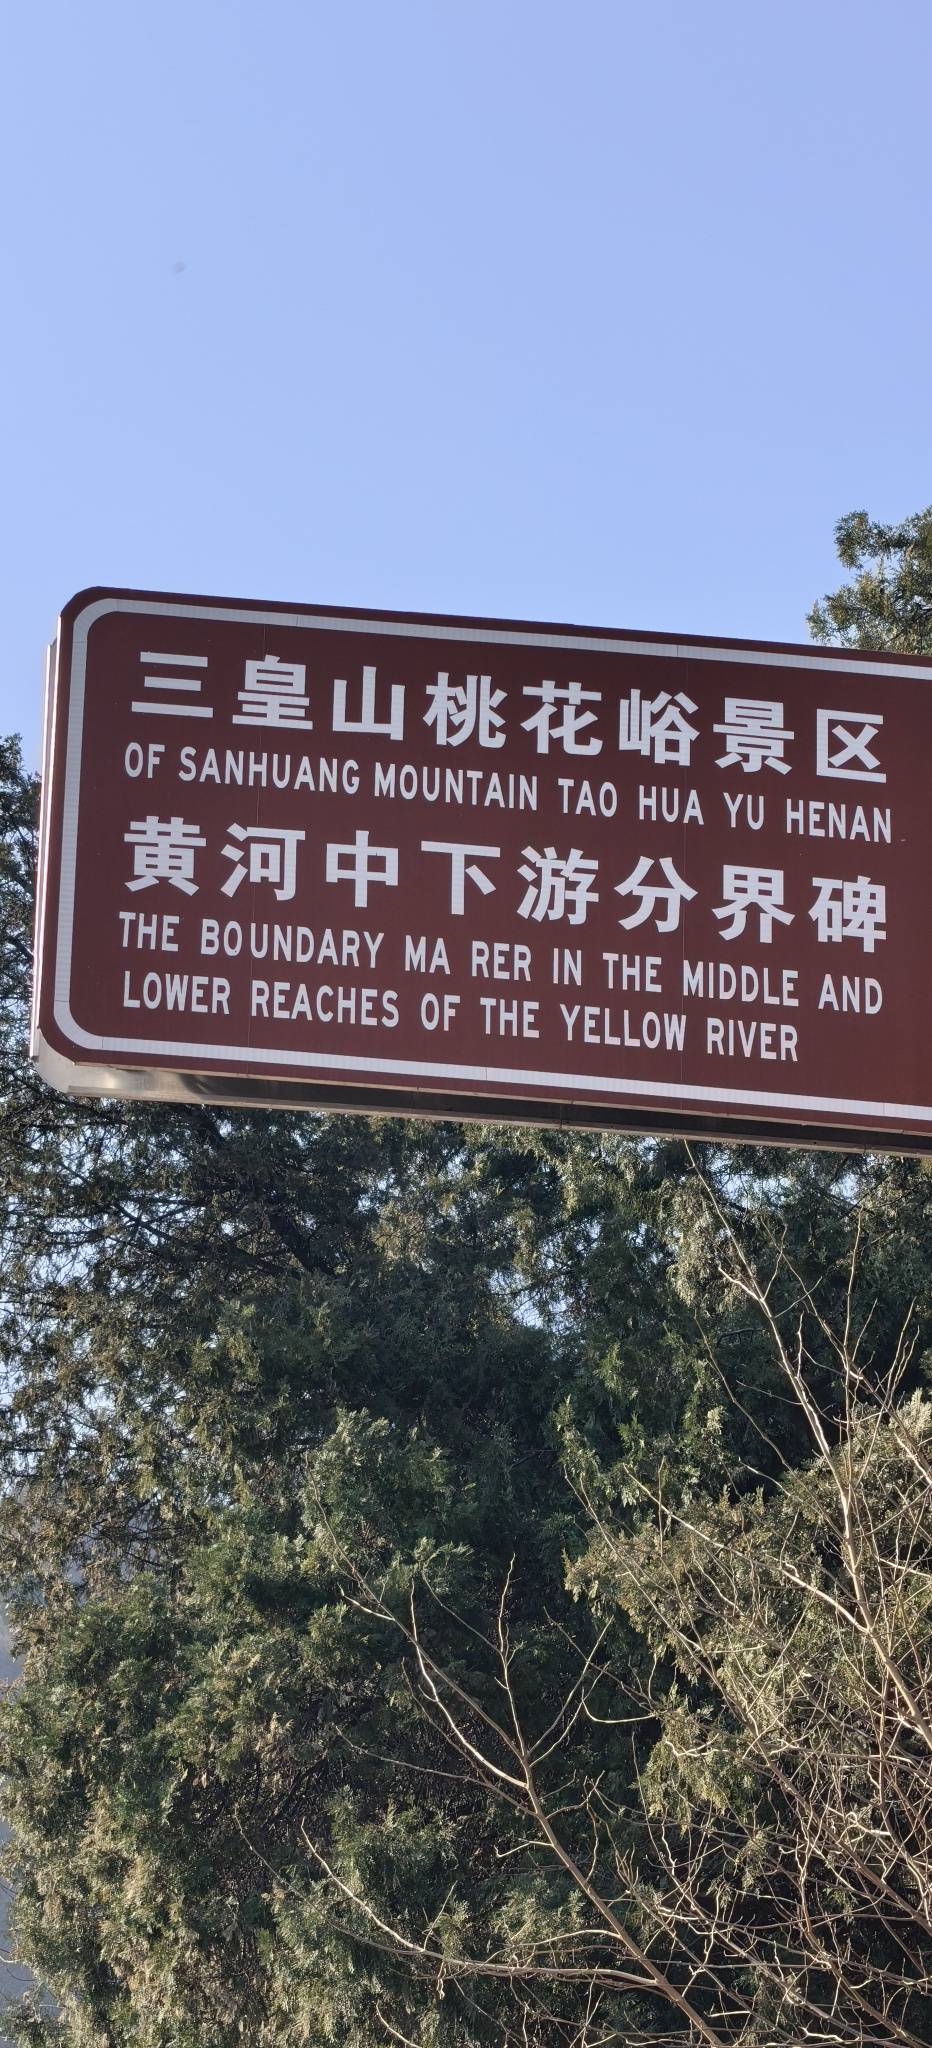 三皇山桃花峪景区
OF SANHUANG MOUNTAIN TAO HUA YU HENAN
黄河中下游分界碑
THE BOUNDARY MA RER IN THE MIDDLE AND
LOWER REACHES OF THE YELLOW RIVER